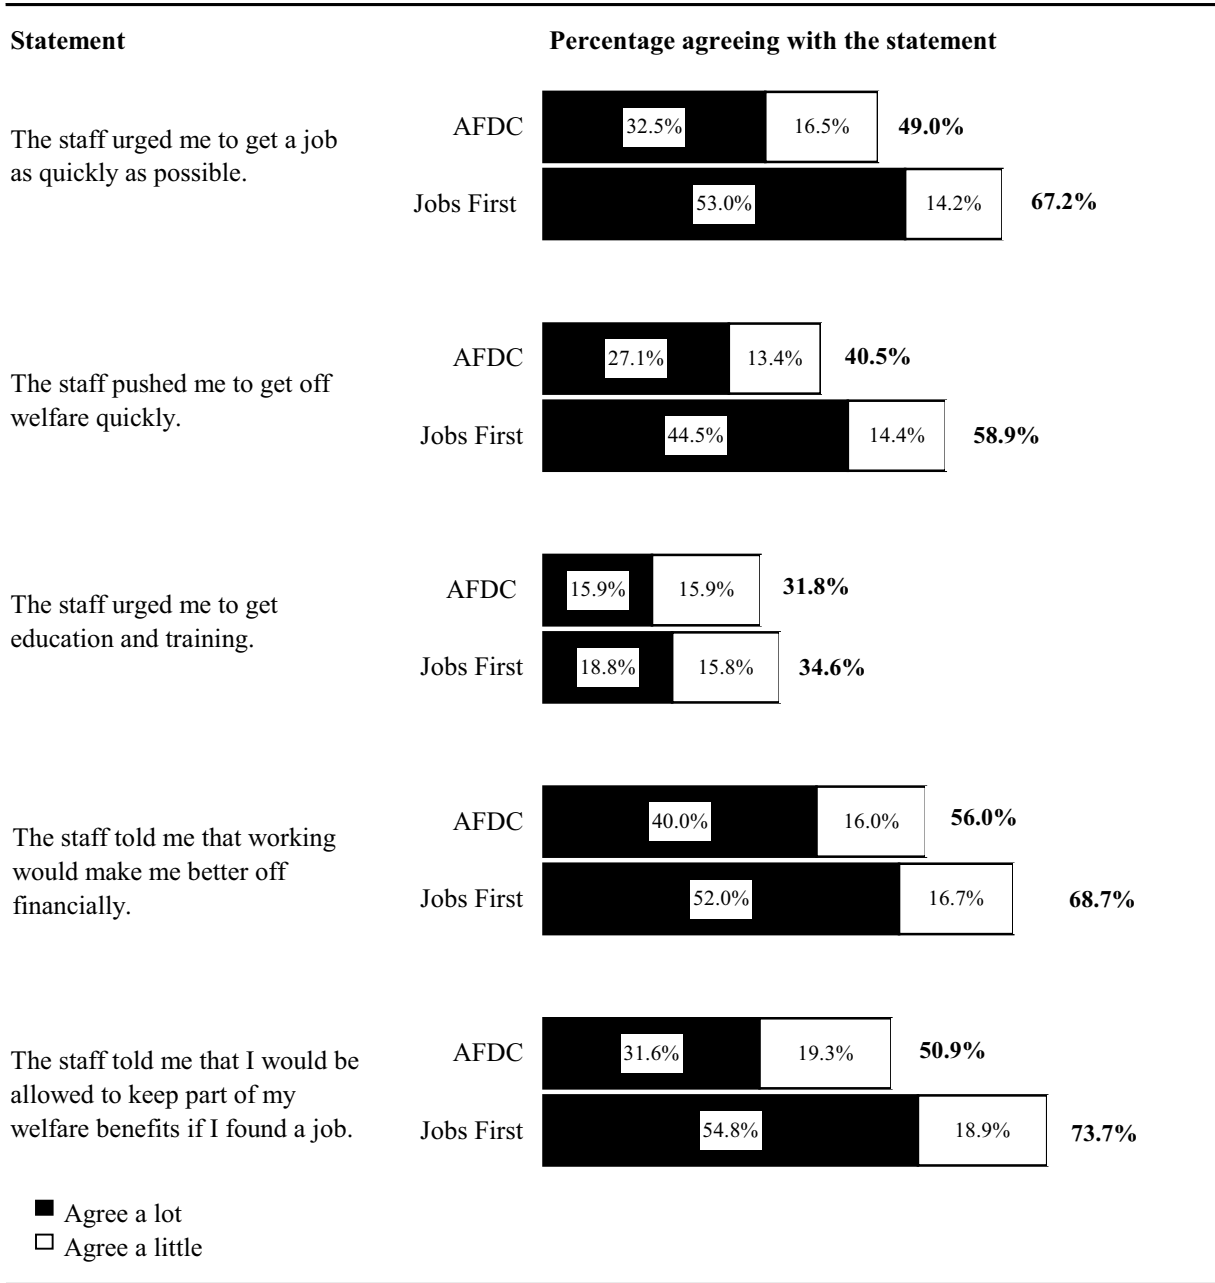 Statement
Percentage agreeing with the statement
The staff urged me to get a job
as quickly as possible.
AFDC
32.5%
16.5%
49.0%
Jobs First
53.0%
14.2%
67.2%
The staff pushed me to get off
welfare quickly.
AFDC
27.1%
13.4%
40.5%
Jobs First
44.5%
14.4%
58.9%
The staff urged me to get
education and training.
AFDC
15.9%
15.9%
31.8%
Jobs First
18.8%
15.8%
34.6%
The staff told me that working
would make me better off
financially.
AFDC
40.0%
16.0%
56.0%
Jobs First
52.0%
16.7%
68.7%
The staff told me that I would be
allowed to keep part of my
welfare benefits if I found a job.
AFDC
31.6%
19.3%
50.9%
Jobs First
54.8%
18.9%
73.7%
Agree a lot
Agree a little